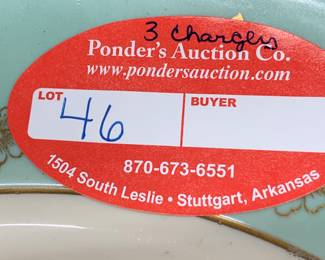 3 Chargers
Ponder's Auction Co.
www.pondersauction.com
LOT
BUYER
46
870-673-6551
1504 South Leslie • Stuttgart, Arkansas